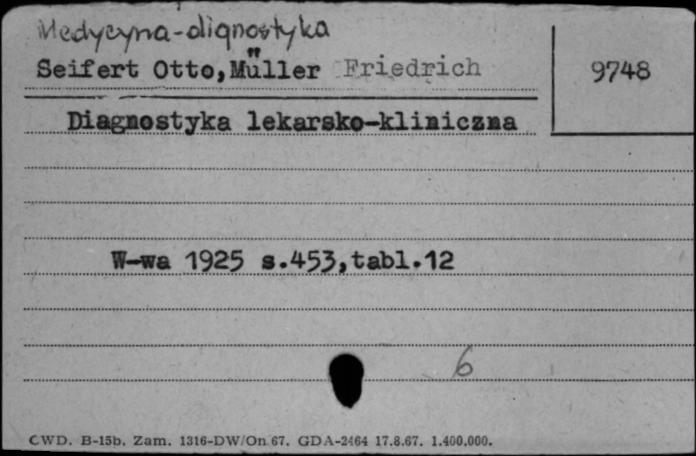 Medycyna-diagnostyka
Seifert Otto, Müller Friedrich
9748
Diagnostyka lekarsko-kliniczna
W-wa 1925 s.453,tabl.12
6
CWD. B-15b. Zam. 1316-DW/On 67. GDA-2464 17.8.67. 1.400.000.